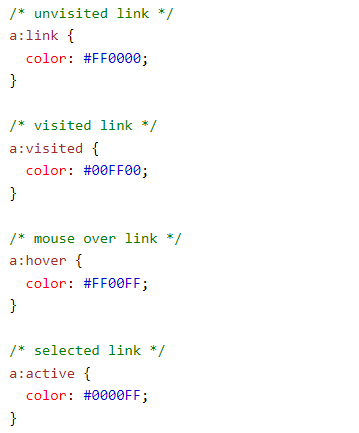 /* unvisited link */
a:link {
  color: #FF0000;
}

/* visited link */
a:visited {
  color: #00FF00;
}

/* mouse over link */
a:hover {
  color: #FF00FF;
}

/* selected link */
a:active {
  color: #0000FF;
}